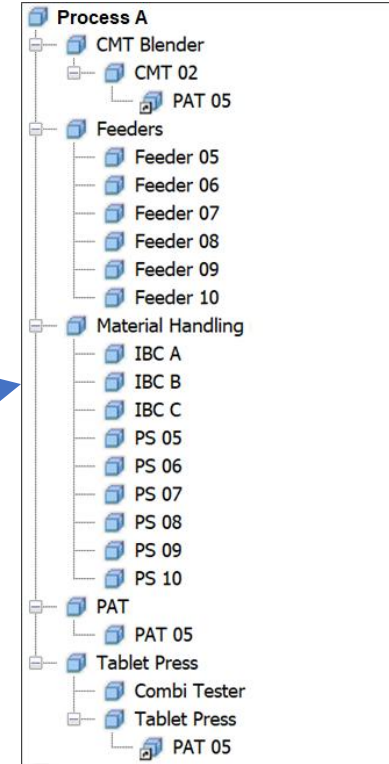 Process A
CMT Blender
CMT 02
PAT 05
Feeders
Feeder 05
Feeder 06
Feeder 07
Feeder 08
Feeder 09
Feeder 10
Material Handling
IBC A
IBC B
IBC C
PS 05
PS 06
PS 07
PS 08
PS 09
PS 10
PAT
PAT 05
Tablet Press
Combi Tester
Tablet Press
PAT 05